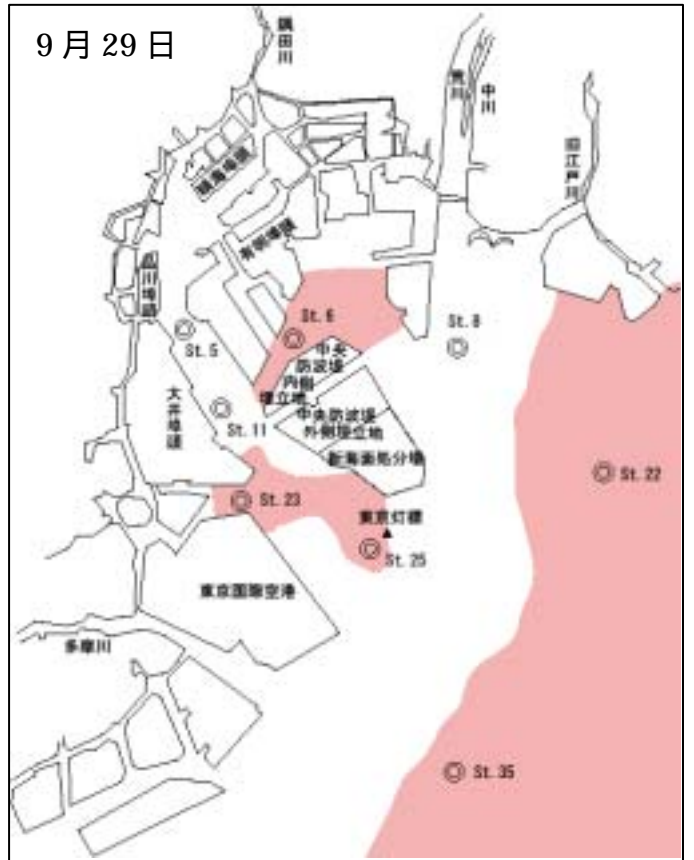 9月29日
隅田川
荒川
中川
旧江戸川
晴海埠頭
有明埠頭
品川埠頭
St. 6
St. 8
St. 5
中央
防波堤
内側
埋立地
大井埠頭
St. 11
中央防波堤
外側埋立地
新海面処分場
St. 22
St. 23
東京灯標
St. 25
東京国際空港
多摩川
St. 35